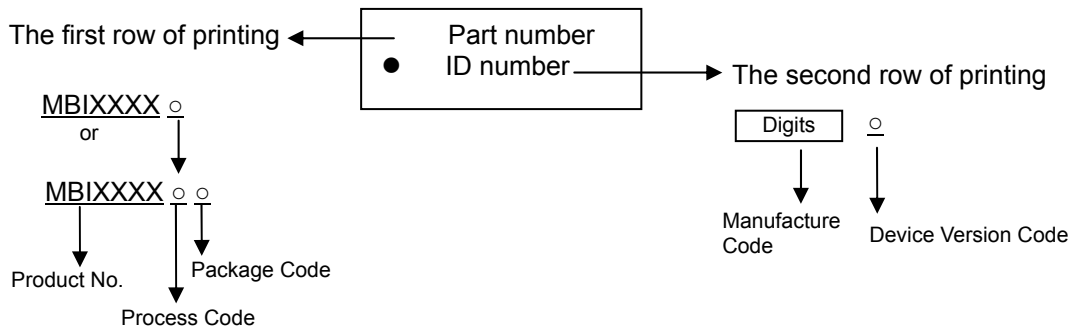 The first row of printing
Part number
● ID number
The second row of printing
MBIXXXX ○
or
MBIXXXX ○ ○
Product No.
Package Code
Process Code
Digits ○
Manufacture
Code
Device Version Code